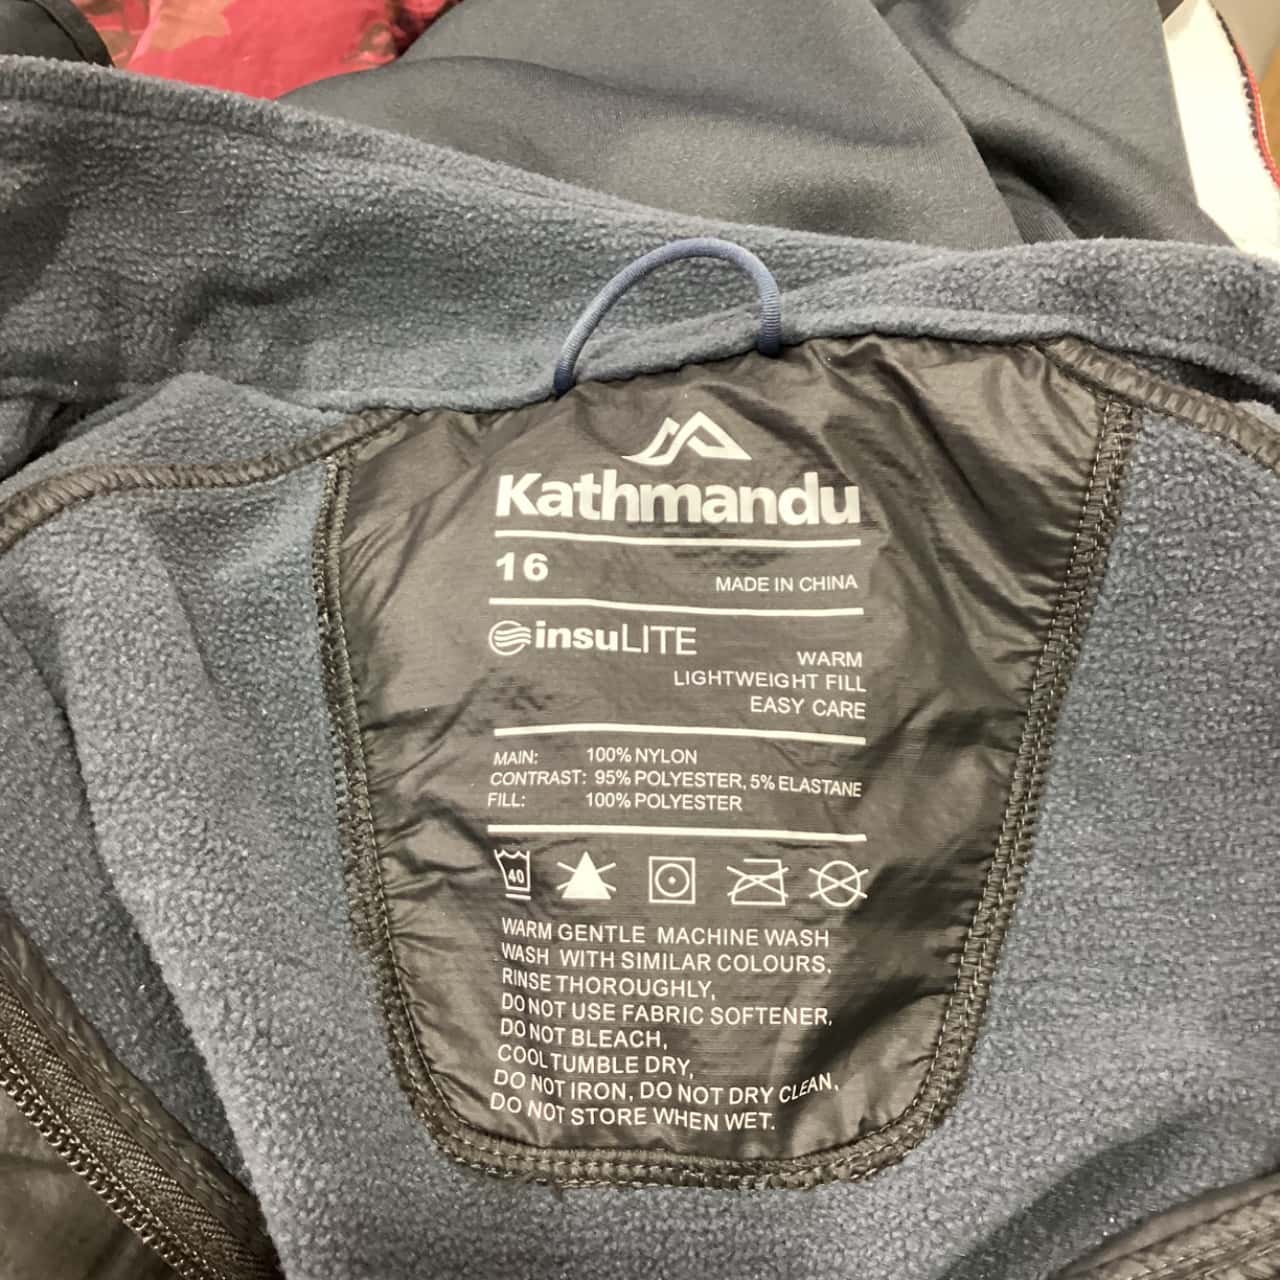 Kathmandu
16
MADE IN CHINA
insuLITE
WARM
LIGHTWEIGHT FILL
EASY CARE
MAIN: 100% NYLON
CONTRAST: 95% POLYESTER, 5% ELASTANE
FILL: 100% POLYESTER
40
WARM GENTLE MACHINE WASH
WASH WITH SIMILAR COLOURS.
RINSE THOROUGHLY,
DO NOT USE FABRIC SOFTENER,
DO NOT BLEACH,
COOL TUMBLE DRY,
DO NOT IRON, DO NOT DRY CLEAN,
DO NOT STORE WHEN WET.